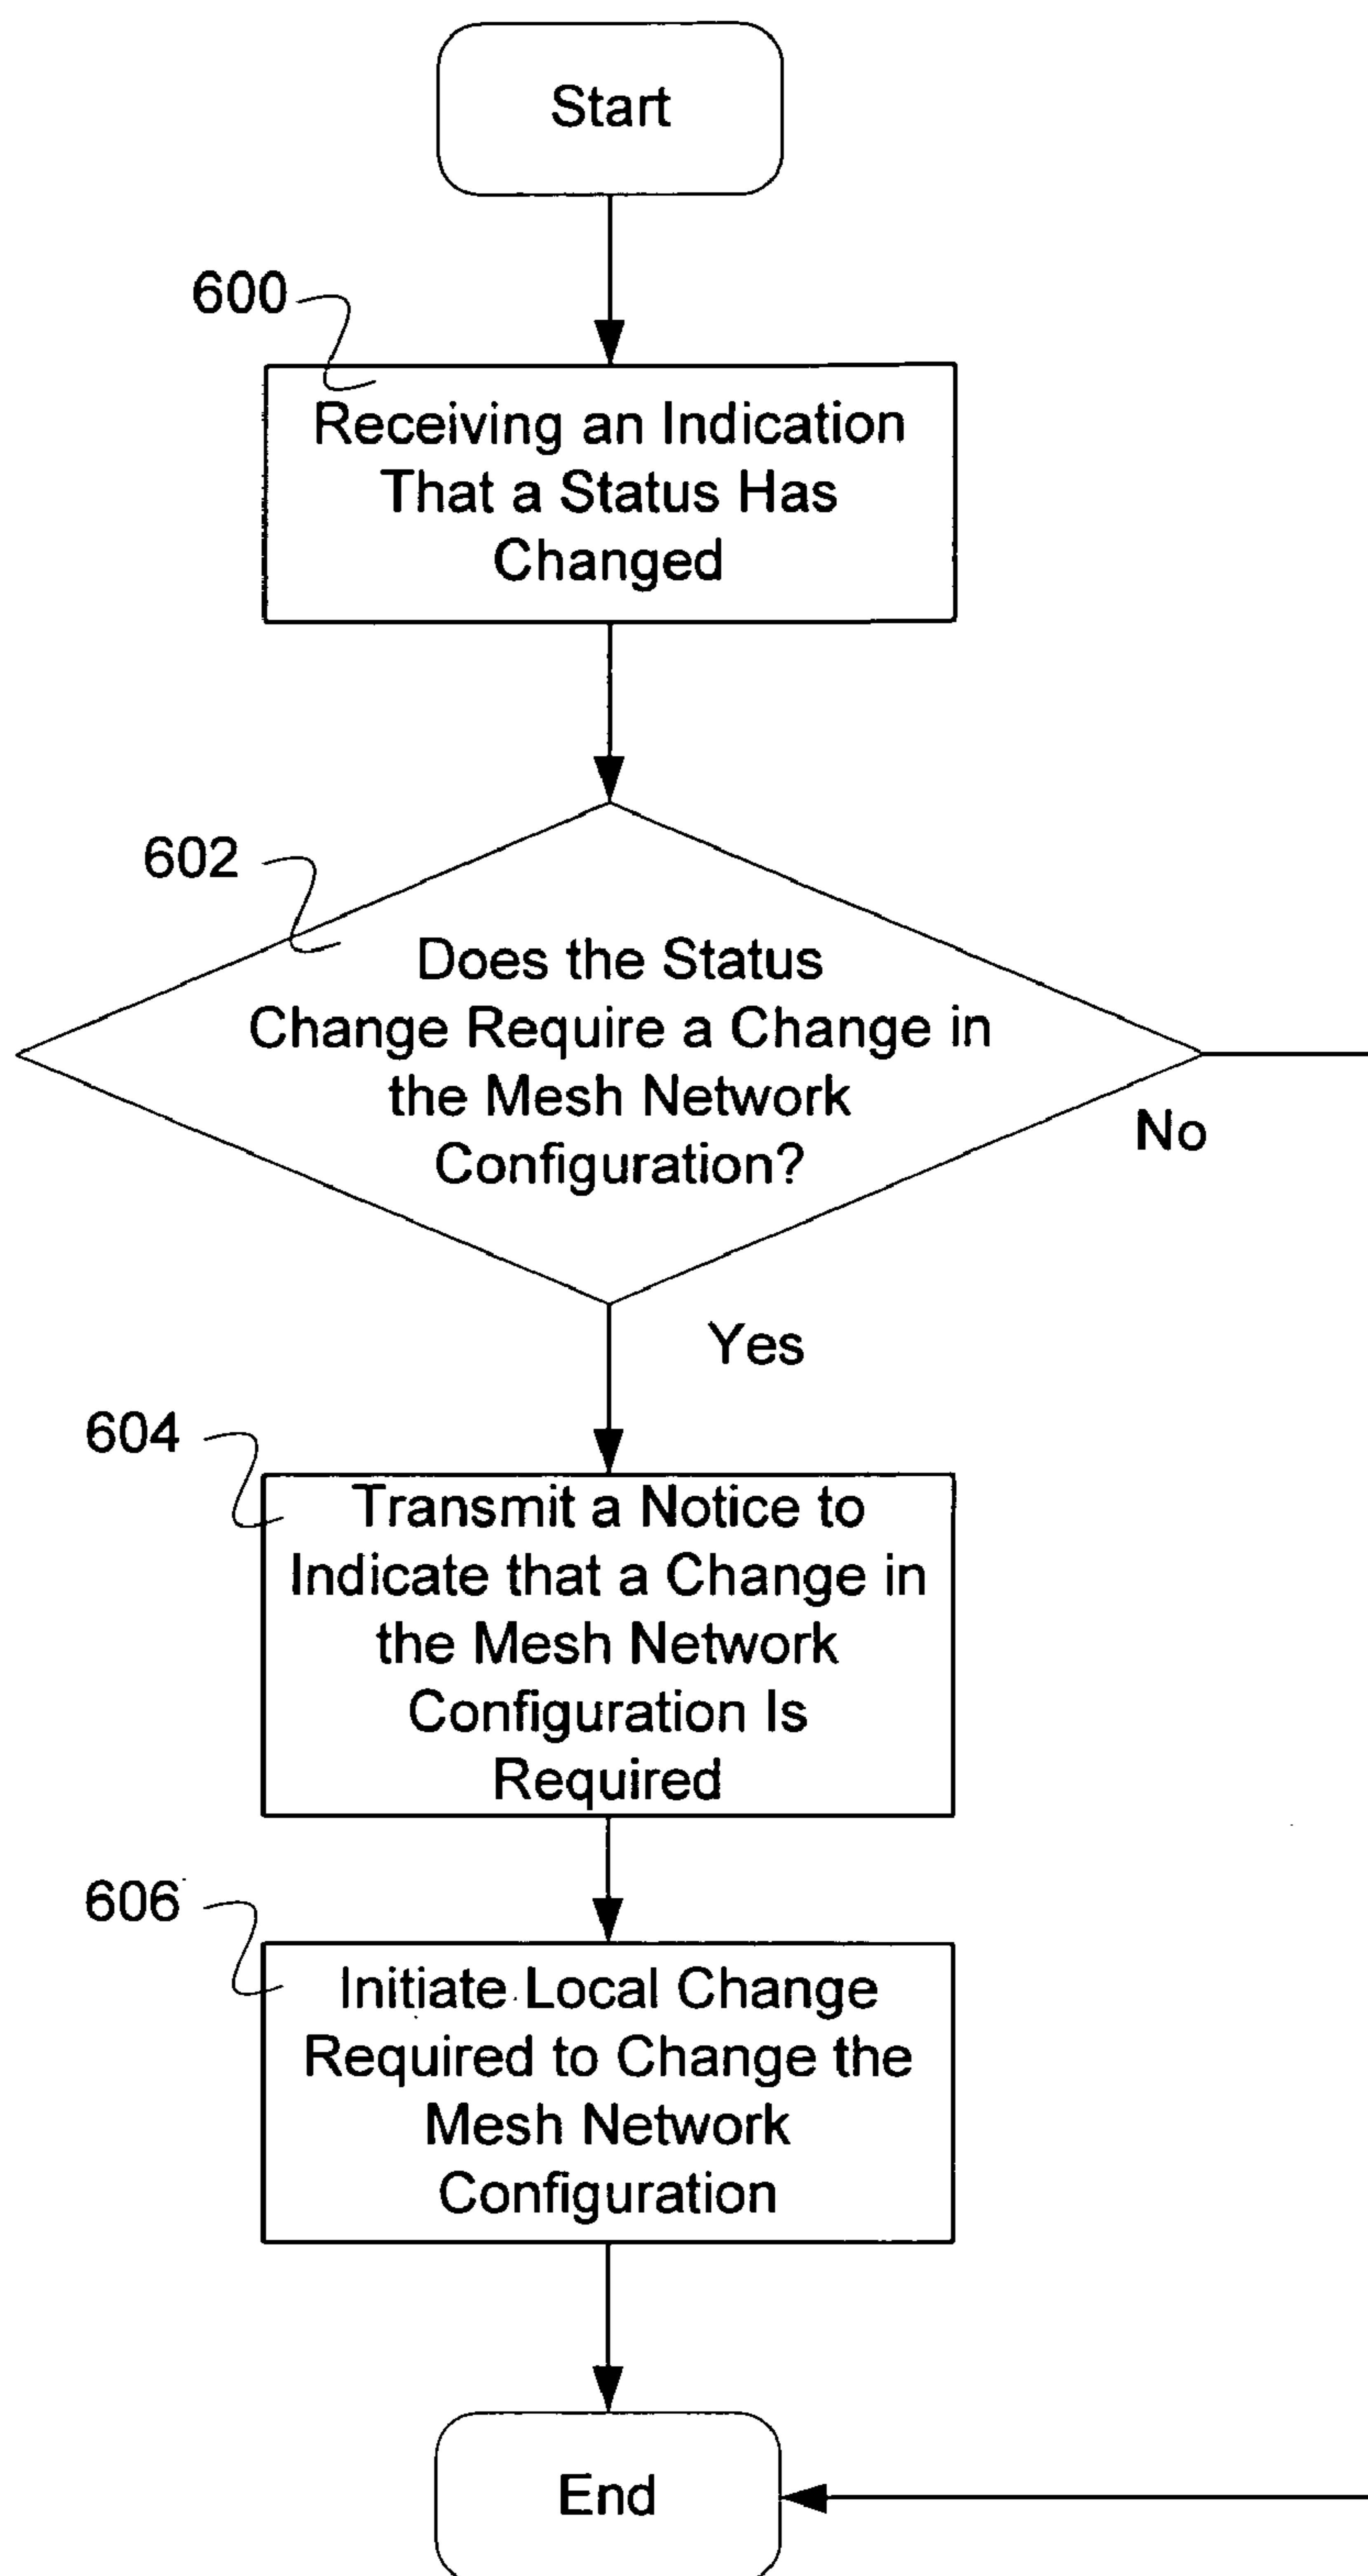 Start
600
Receiving an Indication
That a Status Has
Changed
602
Does the Status
Change Require a Change in
the Mesh Network
Configuration?
No
Yes
604
Transmit a Notice to
Indicate that a Change in
the Mesh Network
Configuration Is
Required
606
Initiate Local Change
Required to Change the
Mesh Network
Configuration
End